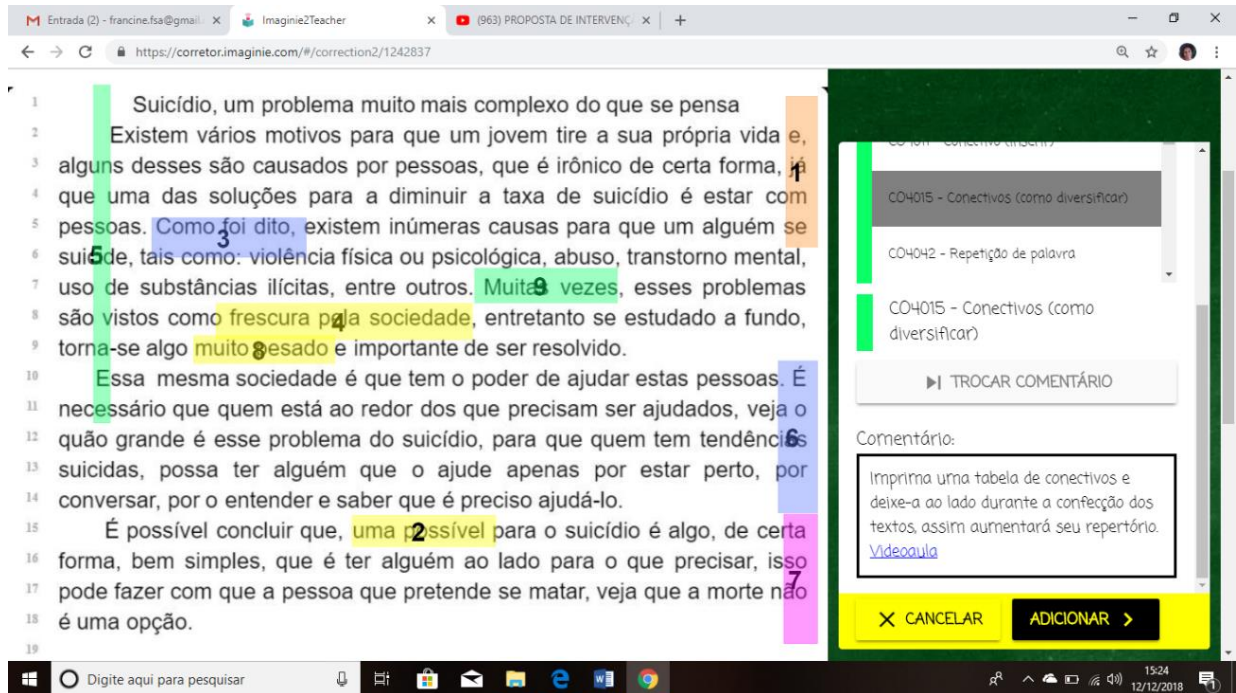 Entrada (2) - francine.fsa@gmail. Imaginie2Teacher (963) PROPOSTA DE INTERVENÇ
https://corretor.imaginie.com/#/correction2/1242837
1 Suicídio, um problema muito mais complexo do que se pensa
2 Existem vários motivos para que um jovem tire a sua própria vida e,
3 alguns desses são causados por pessoas, que é irônico de certa forma, já
1
4 que uma das soluções para a diminuir a taxa de suicídio é estar com
5 pessoas. Como foi dito, existem inúmeras causas para que um alguém se
3
6 suicide, tais como: violência física ou psicológica, abuso, transtorno mental,
5
7 uso de substâncias ilícitas, entre outros. Muitas vezes, esses problemas
9
8 são vistos como frescura pela sociedade, entretanto se estudado a fundo,
4
9 torna-se algo muito pesado e importante de ser resolvido.
8
10 Essa mesma sociedade é que tem o poder de ajudar estas pessoas. É
11 necessário que quem está ao redor dos que precisam ser ajudados, veja o
12 quão grande é esse problema do suicídio, para que quem tem tendências
6
13 suicidas, possa ter alguém que o ajude apenas por estar perto, por
14 conversar, por o entender e saber que é preciso ajudá-lo.
15 É possível concluir que, uma possível para o suicídio é algo, de certa
2
16 forma, bem simples, que é ter alguém ao lado para o que precisar, isso
7
17 pode fazer com que a pessoa que pretende se matar, veja que a morte não
18 é uma opção.
19
CO4015 - Conectivos (como diversificar)
CO4042 - Repetição de palavra
CO4015 - Conectivos (como
diversificar)
TROCAR COMENTÁRIO
Comentário:
Imprima uma tabela de conectivos e
deixe-a ao lado durante a confecção dos
textos, assim aumentará seu repertório.
Videoaula
CANCELAR ADICIONAR
Digite aqui para pesquisar
15:24
12/12/2018